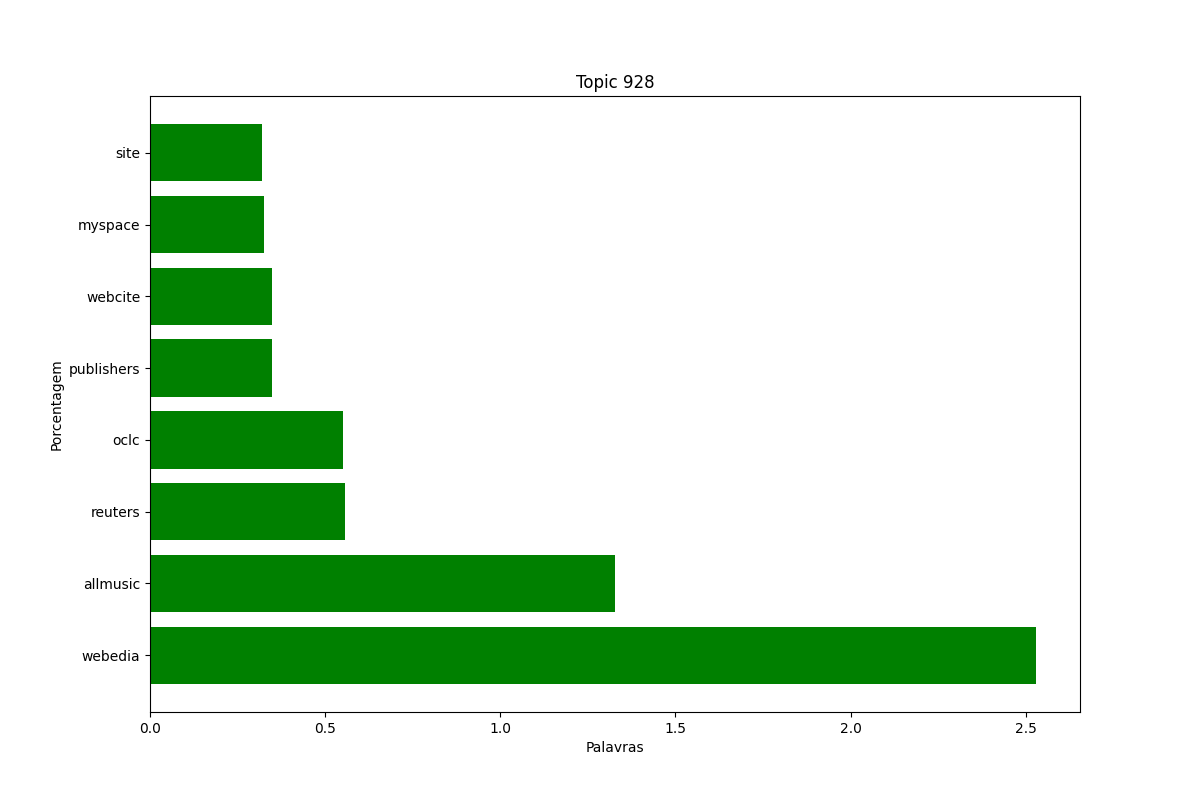 Topic 928
site
myspace
webcite
publishers
oclc
reuters
allmusic
webedia
Porcentagem
0.0 0.5 1.0 1.5 2.0 2.5
Palavras